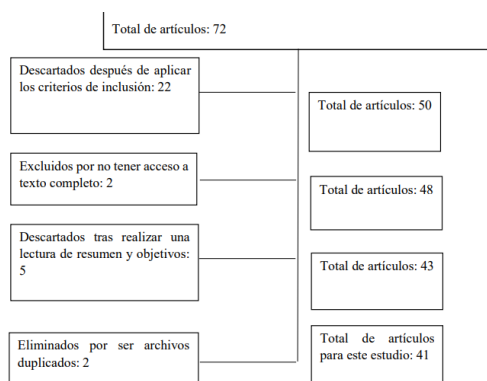 Total de artículos: 72
Descartados después de aplicar
los criterios de inclusión: 22
Total de artículos: 50
Excluidos por no tener acceso a
texto completo: 2
Total de artículos: 48
Descartados tras realizar una
lectura de resumen y objetivos:
5
Total de artículos: 43
Eliminados por ser archivos
duplicados: 2
Total de artículos
para este estudio: 41